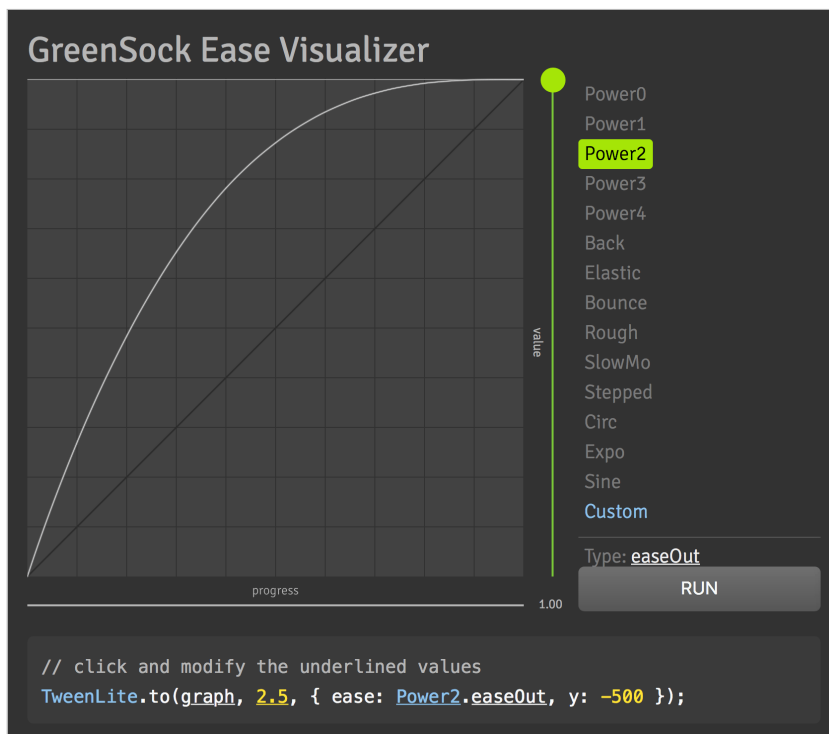 GreenSock Ease Visualizer
Power0
Power1
Power2
Power3
Power4
Back
Elastic
Bounce
Rough
SlowMo
Stepped
Circ
Expo
Sine
Custom
value
Type: easeOut
RUN
progress
1.00
// click and modify the underlined values
TweenLite.to(graph, 2.5, { ease: Power2.easeOut, y: -500 });